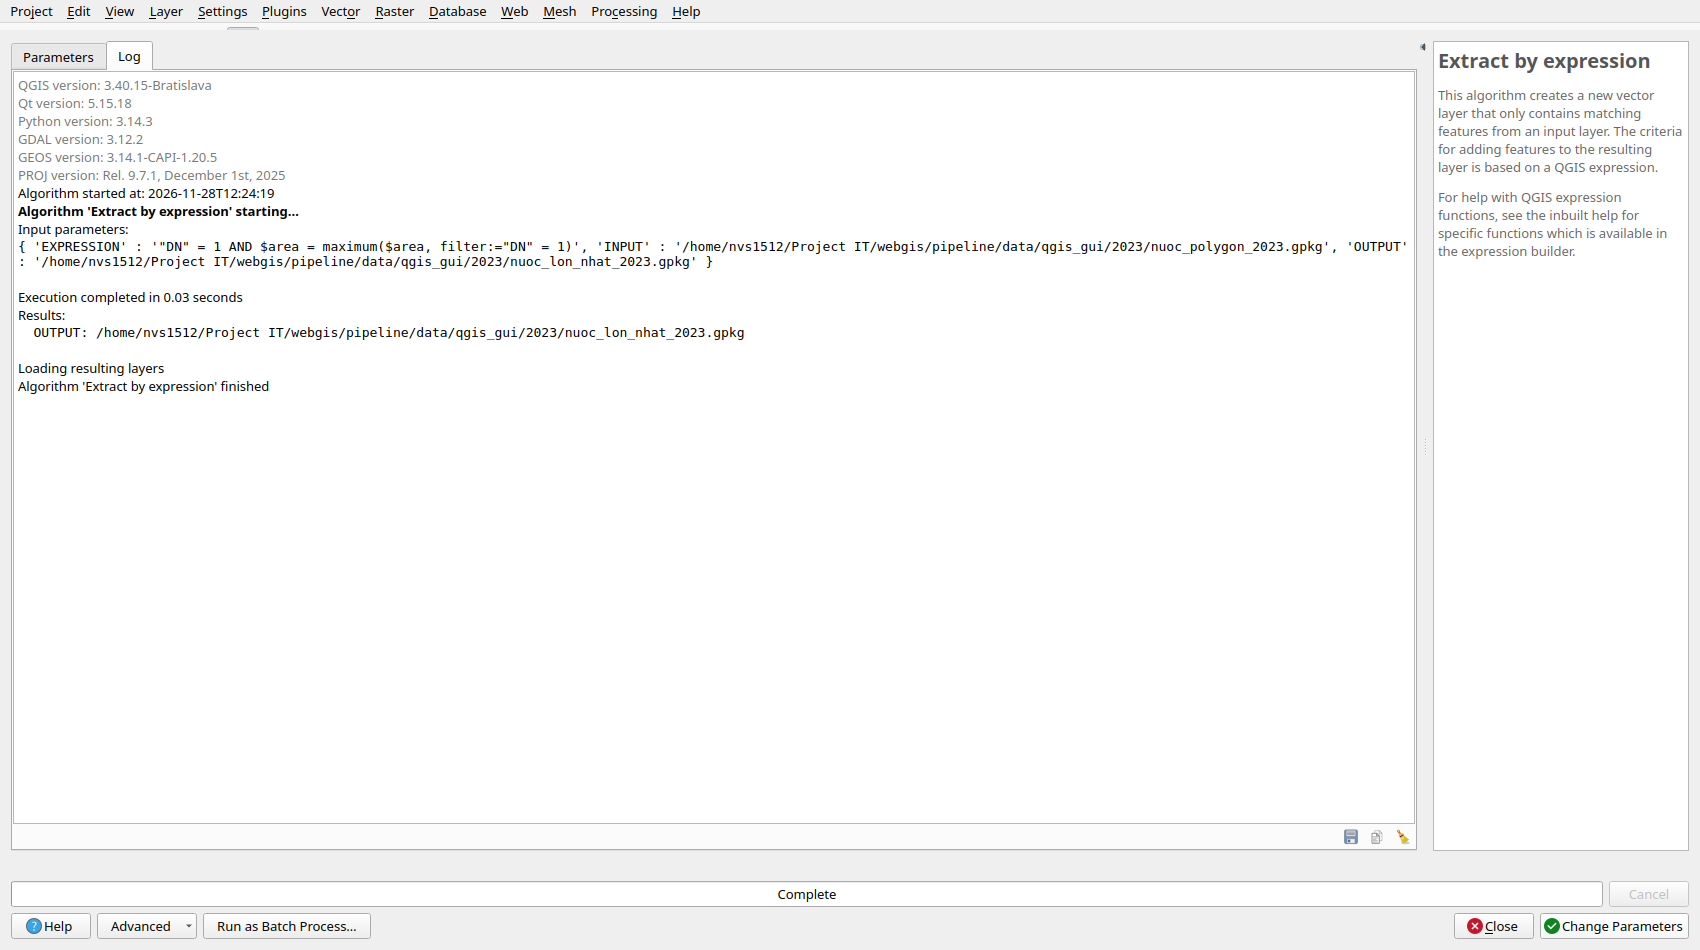 Project Edit View Layer Settings Plugins Vector Raster Database Web Mesh Processing Help
Parameters Log
QGIS version: 3.40.15-Bratislava
Qt version: 5.15.18
Python version: 3.14.3
GDAL version: 3.12.2
GEOS version: 3.14.1-CAPI-1.20.5
PROJ version: Rel. 9.7.1, December 1st, 2025
Algorithm started at: 2026-11-28T12:24:19
Algorithm 'Extract by expression' starting...
Input parameters:
{ 'EXPRESSION' : '"DN" = 1 AND $area = maximum($area, filter:="DN" = 1)', 'INPUT' : '/home/nvs1512/Project IT/webgis/pipeline/data/qgis_gui/2023/nuoc_polygon_2023.gpkg', 'OUTPUT'
: '/home/nvs1512/Project IT/webgis/pipeline/data/qgis_gui/2023/nuoc_lon_nhat_2023.gpkg' }
Execution completed in 0.03 seconds
Results:
OUTPUT: /home/nvs1512/Project IT/webgis/pipeline/data/qgis_gui/2023/nuoc_lon_nhat_2023.gpkg
Loading resulting layers
Algorithm 'Extract by expression' finished
Extract by expression
This algorithm creates a new vector
layer that only contains matching
features from an input layer. The criteria
for adding features to the resulting
layer is based on a QGIS expression.
For help with QGIS expression
functions, see the inbuilt help for
specific functions which is available in
the expression builder.
Complete
Cancel
Help Advanced Run as Batch Process... Close Change Parameters